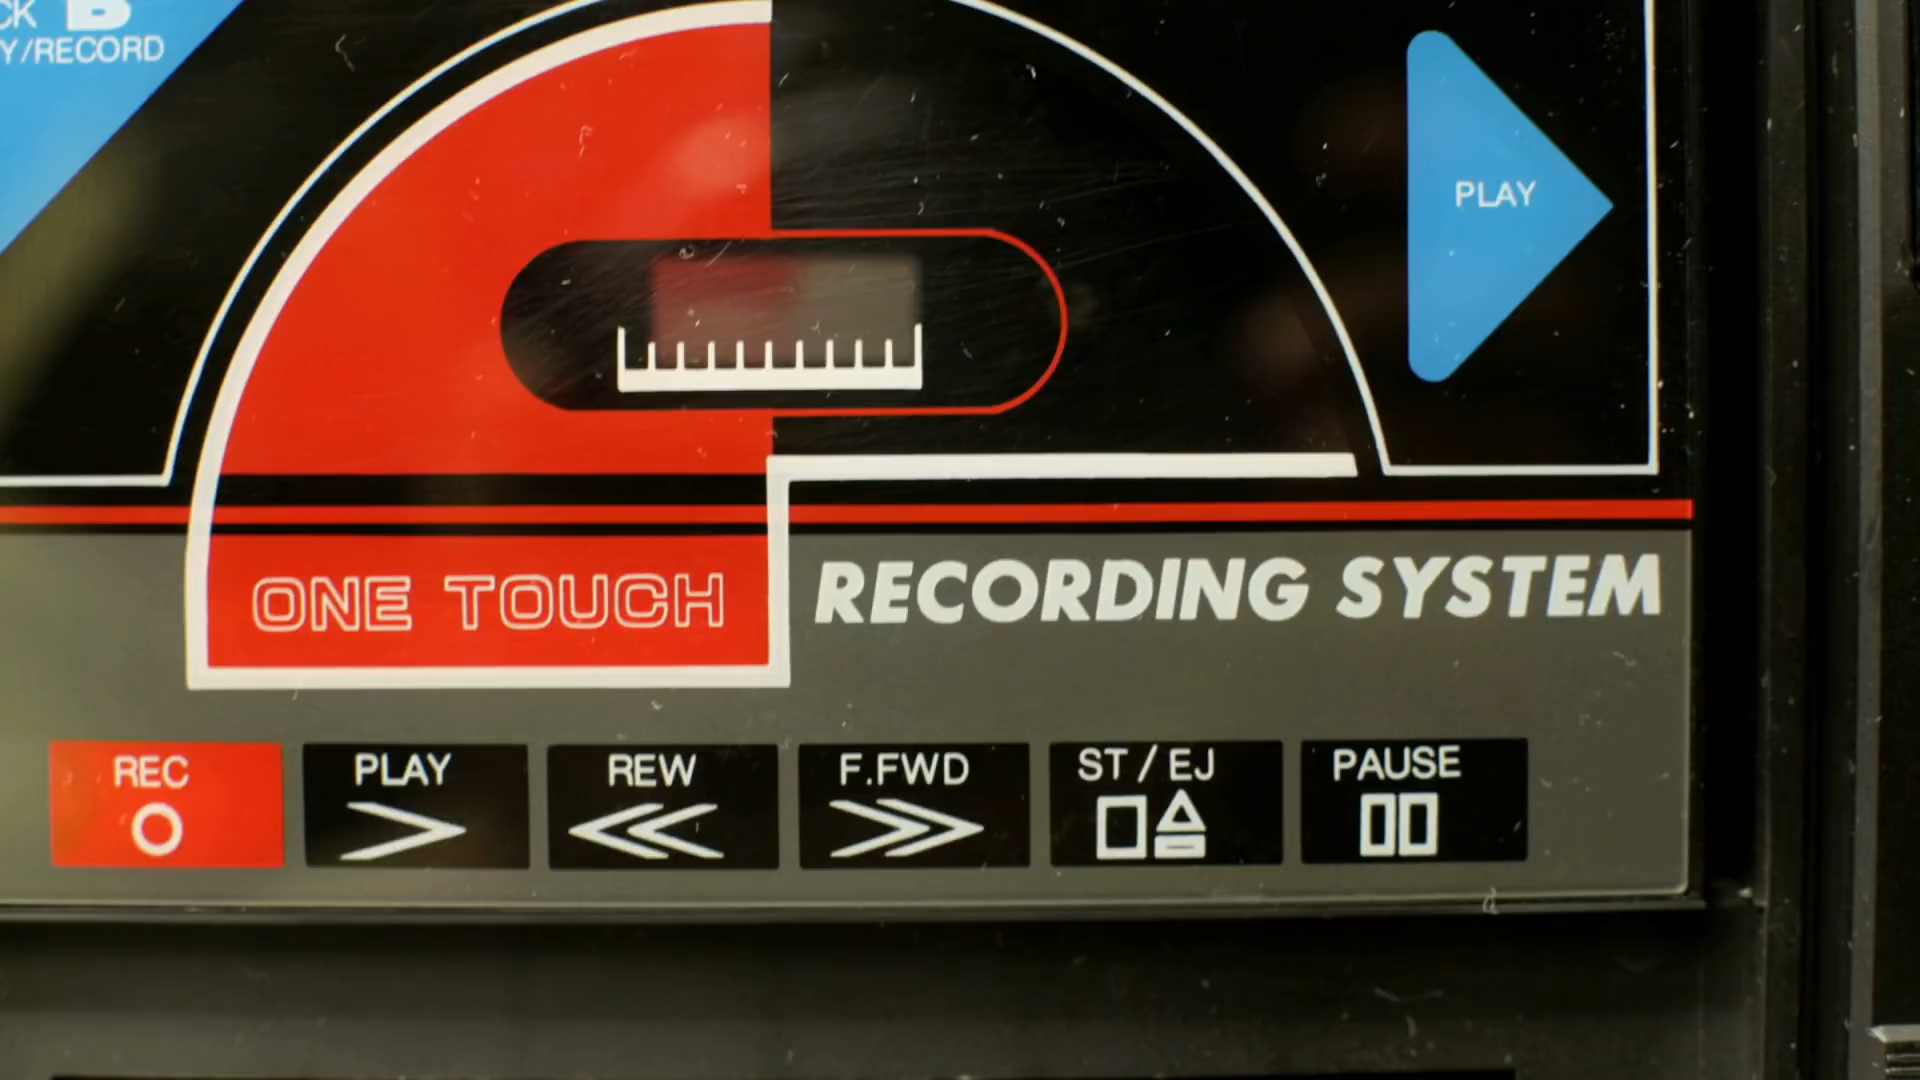 CK B
Y/RECORD
PLAY
ONE TOUCH RECORDING SYSTEM
REC PLAY REW F.FWD ST/EJ PAUSE